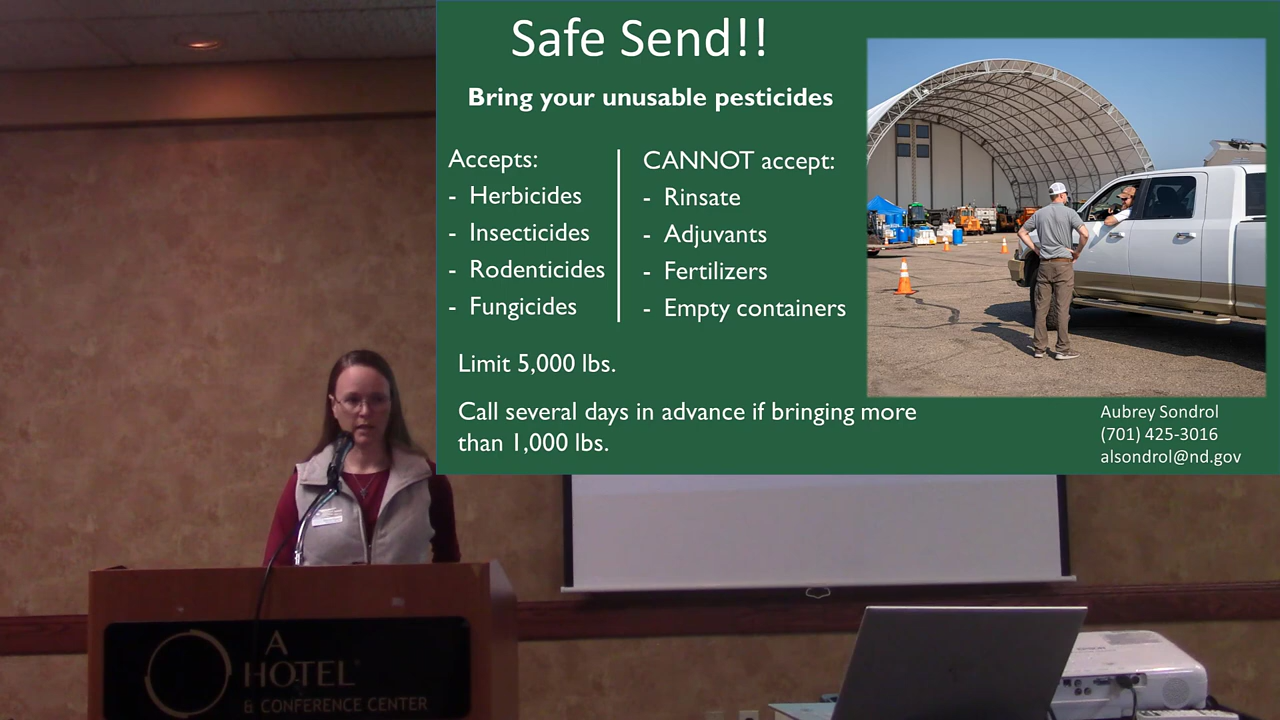 Safe Send!!
Bring your unusable pesticides
Accepts:
- Herbicides
- Insecticides
- Rodenticides
- Fungicides
CANNOT accept:
- Rinsate
- Adjuvants
- Fertilizers
- Empty containers
Limit 5,000 lbs.
Call several days in advance if bringing more
than 1,000 lbs.
Aubrey Sondrol
(701) 425-3016
alsondrol@nd.gov
A
HOTEL
& CONFERENCE CENTER